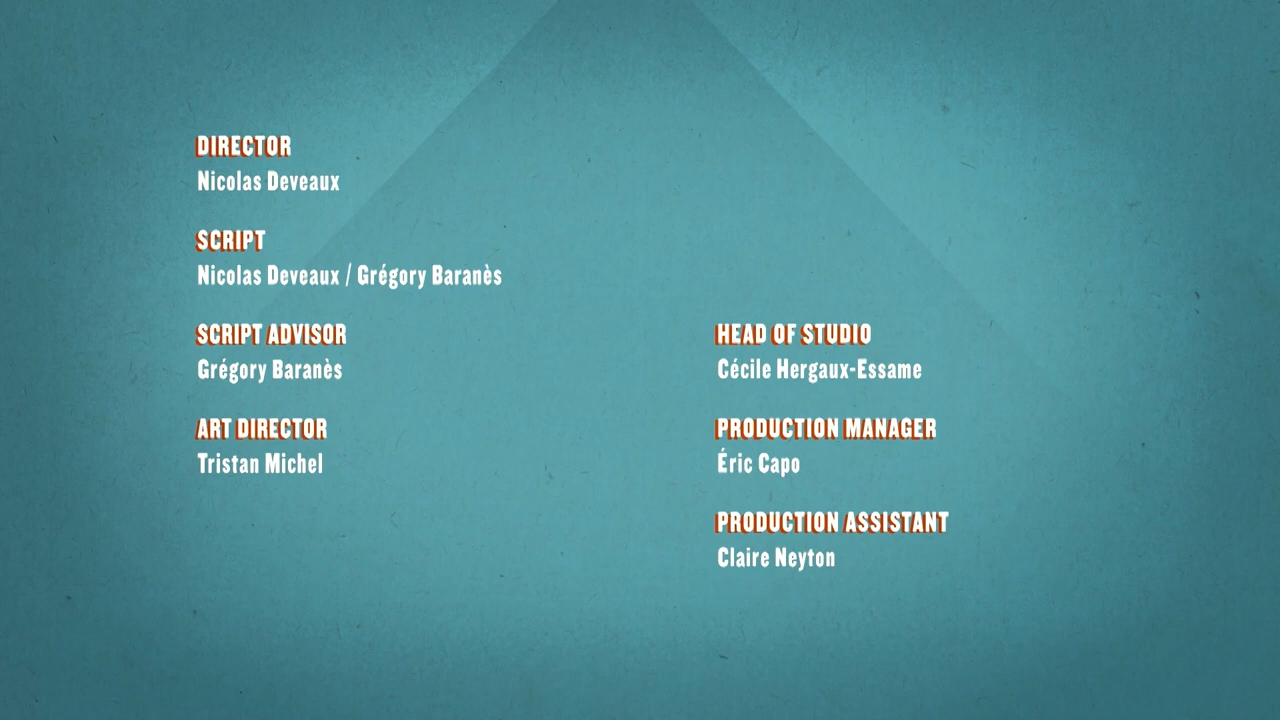 DIRECTOR
Nicolas Deveaux
SCRIPT
Nicolas Deveaux / Grégory Baranès
SCRIPT ADVISOR
Grégory Baranès
ART DIRECTOR
Tristan Michel
HEAD OF STUDIO
Cécile Hergaux-Essame
PRODUCTION MANAGER
Éric Capo
PRODUCTION ASSISTANT
Claire Neyton